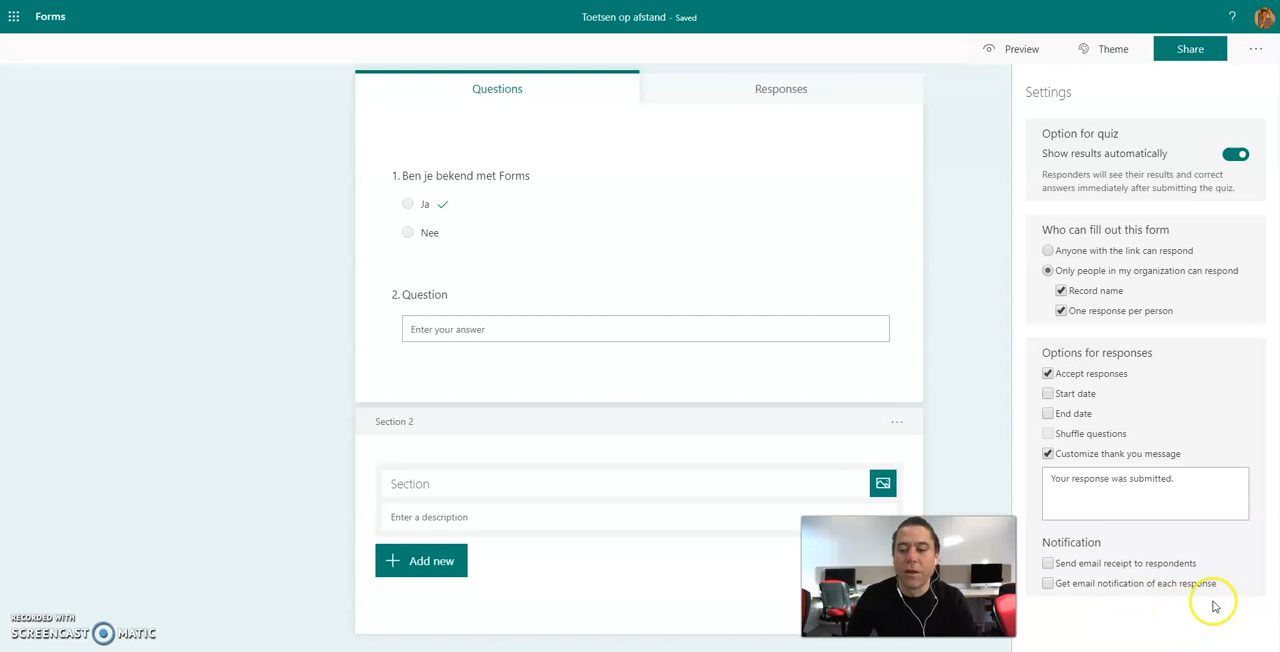 Forms
Toetsen op afstand - Saved
?
Preview
Theme
Share
...
Questions
Responses
1. Ben je bekend met Forms
Ja
Nee
2. Question
Enter your answer
Section 2
...
Section
Enter a description
+ Add new
Settings
Option for quiz
Show results automatically
Responders will see their results and correct
answers immediately after submitting the quiz.
Who can fill out this form
Anyone with the link can respond
Only people in my organization can respond
Record name
One response per person
Options for responses
Accept responses
Start date
End date
Shuffle questions
Customize thank you message
Your response was submitted.
Notification
Send email receipt to respondents
Get email notification of each response
RECORDED WITH
SCREENCAST MATIC